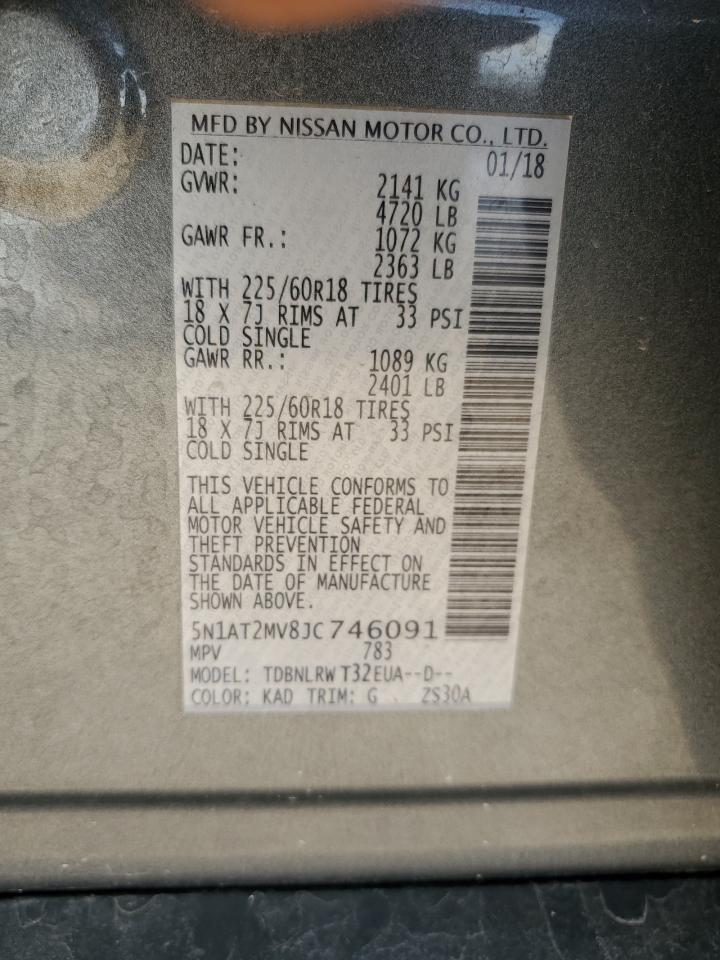 MFD BY NISSAN MOTOR CO., LTD.
DATE: 01/18
GVWR: 2141 KG
4720 LB
GAWR FR.: 1072 KG
2363 LB
WITH 225/60R18 TIRES
18 X 7J RIMS AT 33 PSI
COLD SINGLE
GAWR RR.: 1089 KG
2401 LB
WITH 225/60R18 TIRES
18 X 7J RIMS AT 33 PSI
COLD SINGLE
THIS VEHICLE CONFORMS TO
ALL APPLICABLE FEDERAL
MOTOR VEHICLE SAFETY AND
THEFT PREVENTION
STANDARDS IN EFFECT ON
THE DATE OF MANUFACTURE
SHOWN ABOVE.
5N1AT2MV8JC746091
MPV 783
MODEL: TDBNLRW T32EUA--D--
COLOR: KAD TRIM: G ZS30A